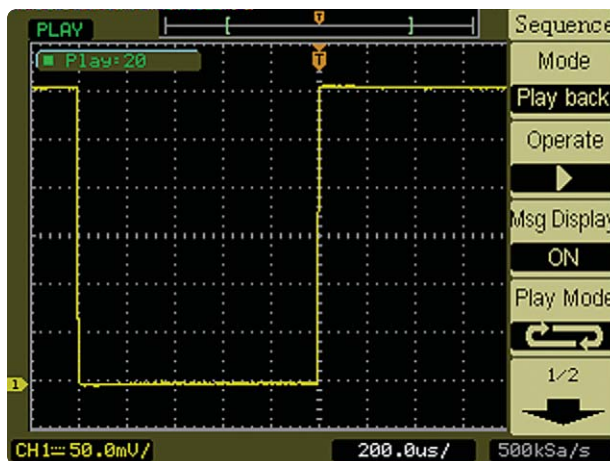 PLAY
T
Sequence
Play:20
T
Mode
Play back
Operate
Msg Display
ON
Play Mode
1
1/2
CH1 50.0mV/
200.0us/
500kSa/s